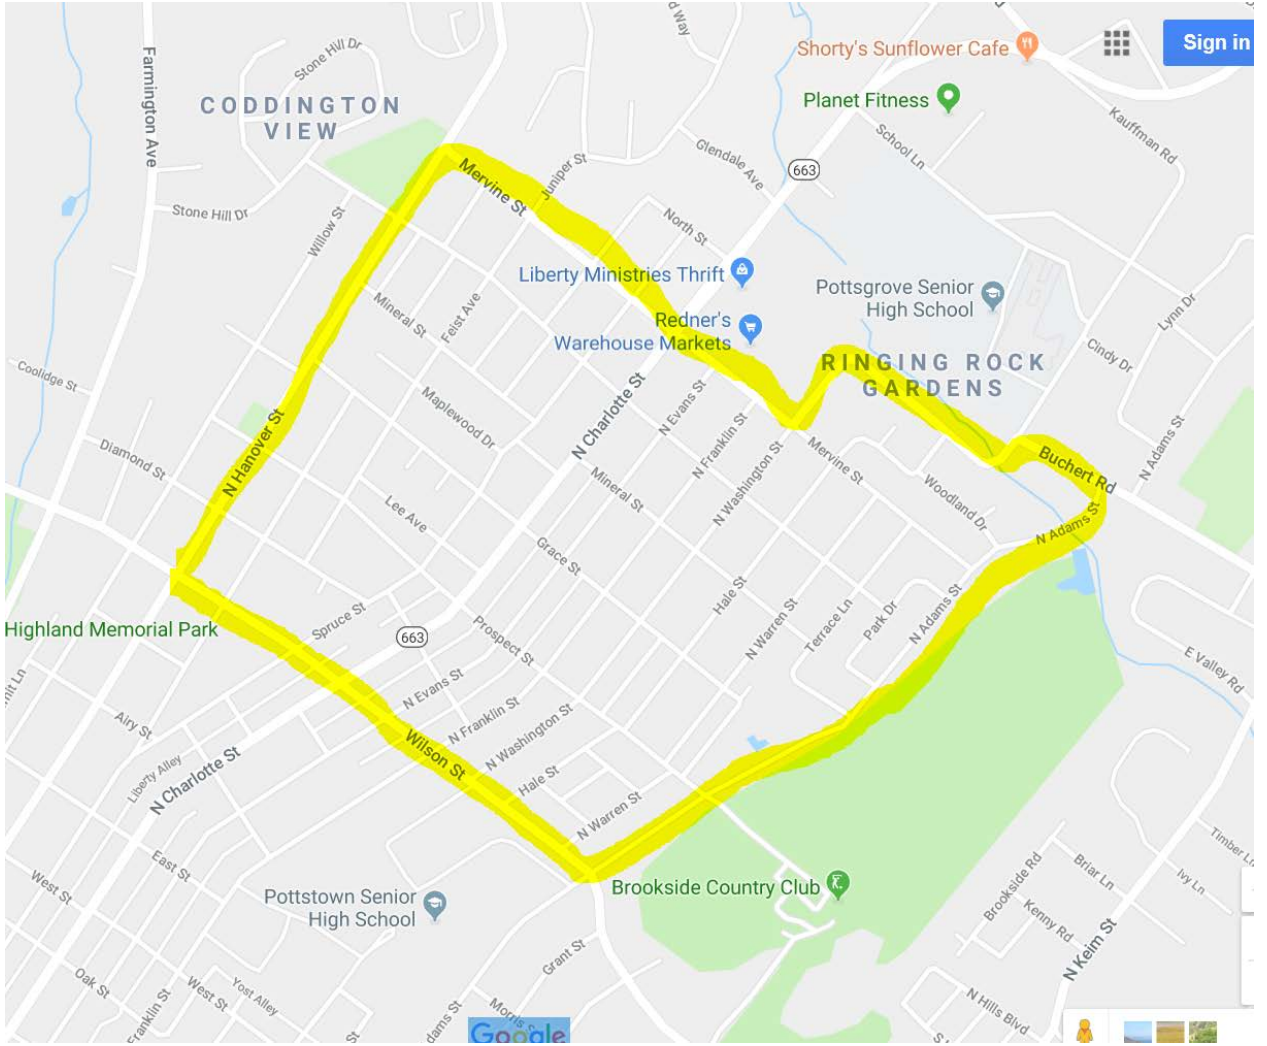 Shorty's Sunflower Cafe
Sign in
Farmington Ave
Stone Hill Dr
CODDINGTON
VIEW
Planet Fitness
Kauffman Rd
School Ln
Glendale Ave
663
Mervine St
Juniper St
Stone Hill Dr
Willow St
North St
Liberty Ministries Thrift
Pottsgrove Senior
High School
Mineral St
Feist Ave
Redner's
Warehouse Markets
Lynn Dr
Cindy Dr
RINGING ROCK
GARDENS
Coolidge St
N Charlotte St
N Evans St
Maplewood Dr
N Hanover St
Diamond St
N Franklin St
Mervine St
N Adams St
Buchert Rd
N Washington St
Mineral St
Woodland Dr
Lee Ave
N Adams St
Grace St
Hale St
N Warren St
Terrace Ln
Park Dr
N Adams St
Highland Memorial Park
Spruce St
663
Prospect St
E Valley Rd
N Evans St
Airy St
N Franklin St
N Washington St
Wilson St
Liberty Alley
N Charlotte St
Hale St
N Warren St
East St
West St
Pottstown Senior
High School
Brookside Country Club
Timber Ln
Brookside Rd
Briar Ln
Ivy Ln
Kenny Rd
N Keim St
Grant St
Oak St
West St
Yost Alley
Franklin St
N Hills Blvd
Google